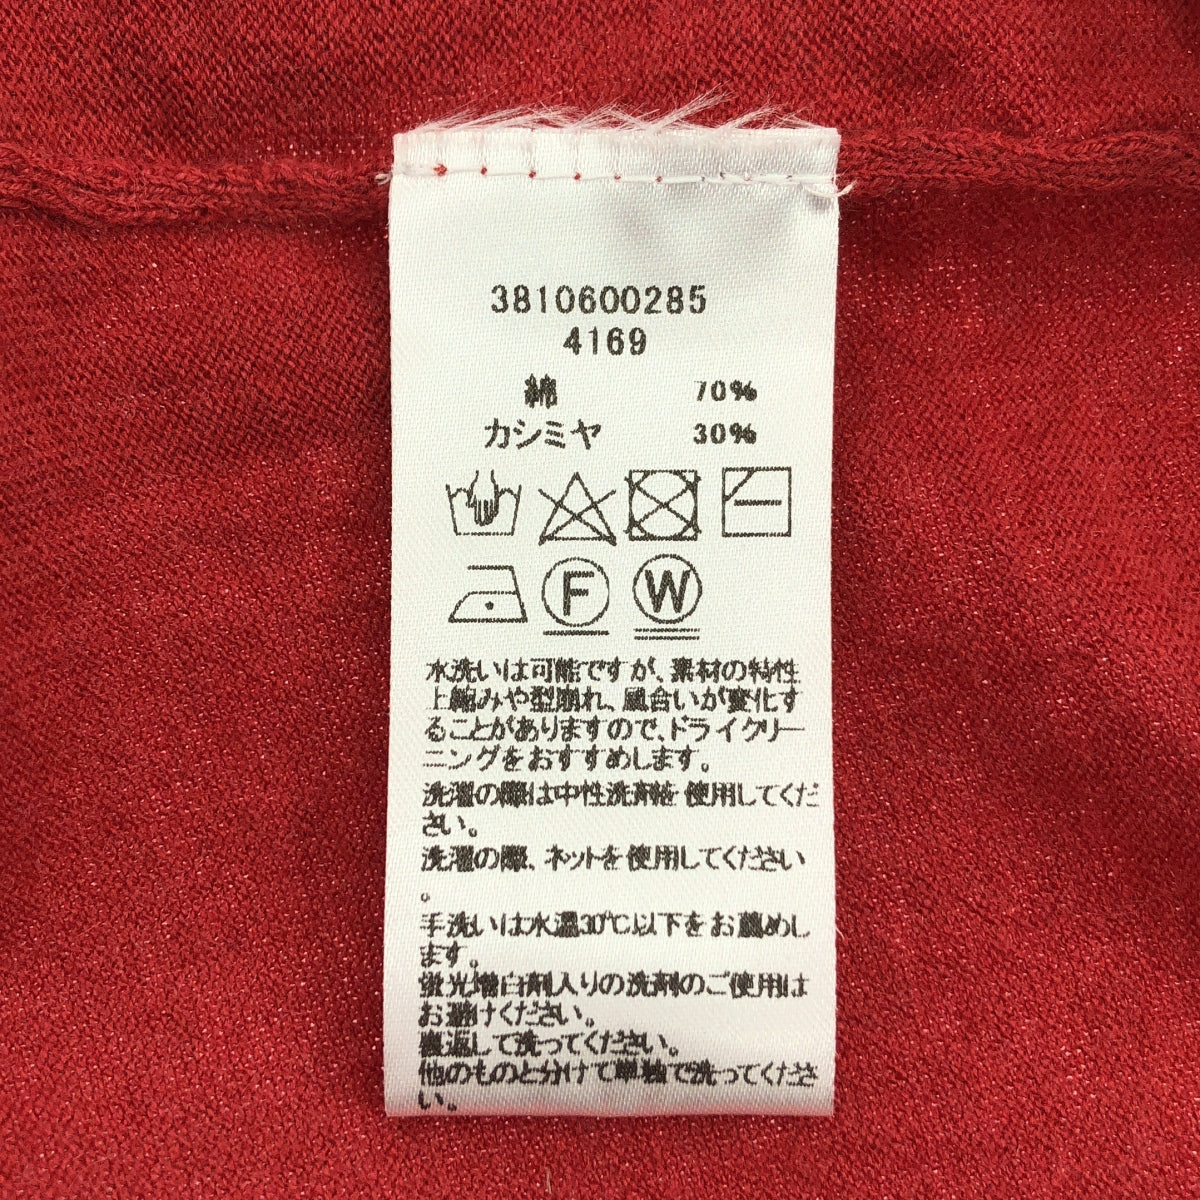 3810600285
4169
綿 70%
カシミヤ 30%
F W
水洗いは可能ですが、素材の特性
上縮みや型崩れ、風合いが変化す
ることがありますので、ドライクリー
ニングをおすすめします。
洗濯の際は中性洗剤を使用してくだ
さい。
洗濯の際、ネットを使用してください
。
手洗いは水温30℃以下をお薦めし
ます。
蛍光増白剤入りの洗剤のご使用は
お避けください。
裏返して洗ってください。
他のものと分けて単独で洗ってくださ
い。